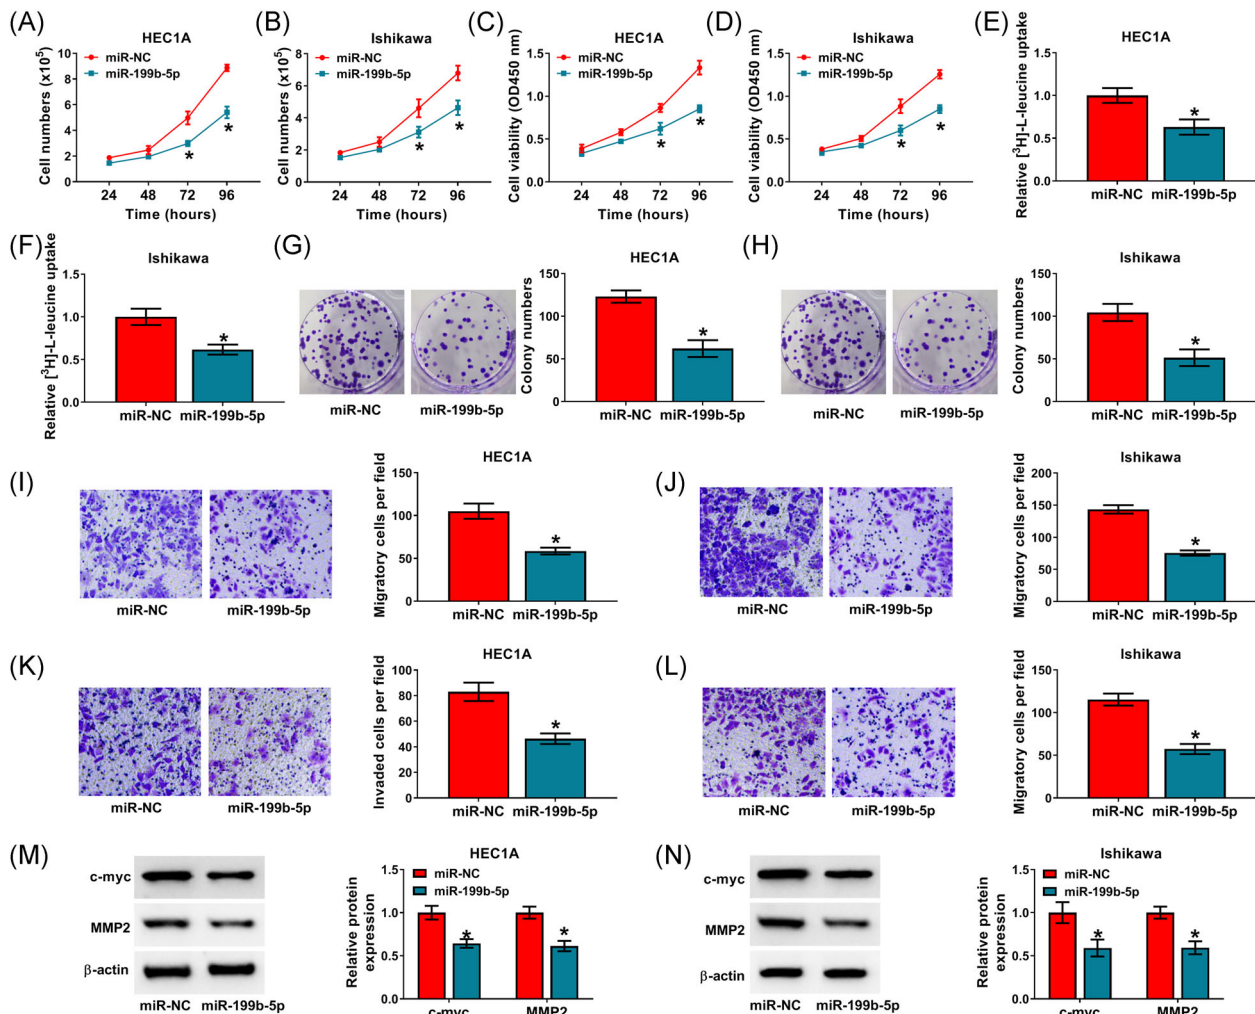 (A)
HEC1A
miR-NC
miR-199b-5p
Cell numbers (x10⁵)
10
8
6
4
2
0
*
*
24 48 72 96
Time (hours)
(B)
Ishikawa
miR-NC
miR-199b-5p
Cell numbers (x10⁵)
8
6
4
2
0
*
*
24 48 72 96
Time (hours)
(C)
HEC1A
miR-NC
miR-199b-5p
Cell viability (OD450 nm)
1.5
1.0
0.5
0.0
*
*
24 48 72 96
Time (hours)
(D)
Ishikawa
miR-NC
miR-199b-5p
Cell viability (OD450 nm)
1.5
1.0
0.5
0.0
*
*
24 48 72 96
Time (hours)
(E)
HEC1A
Relative [³H]-L-leucine uptake
1.5
1.0
0.5
0.0
*
miR-NC miR-199b-5p
(F)
Ishikawa
Relative [³H]-L-leucine uptake
1.5
1.0
0.5
0.0
*
miR-NC miR-199b-5p
(G)
miR-NC miR-199b-5p
HEC1A
Colony numbers
150
100
50
0
*
miR-NC miR-199b-5p
(H)
miR-NC miR-199b-5p
Ishikawa
Colony numbers
150
100
50
0
*
miR-NC miR-199b-5p
(I)
miR-NC miR-199b-5p
HEC1A
Migratory cells per field
150
100
50
0
*
miR-NC miR-199b-5p
(J)
miR-NC miR-199b-5p
Ishikawa
Migratory cells per field
200
150
100
50
0
*
miR-NC miR-199b-5p
(K)
miR-NC miR-199b-5p
HEC1A
Invaded cells per field
100
80
60
40
20
0
*
miR-NC miR-199b-5p
(L)
miR-NC miR-199b-5p
Ishikawa
Migratory cells per field
150
100
50
0
*
miR-NC miR-199b-5p
(M)
c-myc
MMP2
β-actin
miR-NC miR-199b-5p
HEC1A
miR-NC
miR-199b-5p
Relative protein
expression
1.5
1.0
0.5
0.0
*
*
c-myc MMP2
(N)
c-myc
MMP2
β-actin
miR-NC miR-199b-5p
Ishikawa
miR-NC
miR-199b-5p
Relative protein
expression
1.5
1.0
0.5
0.0
*
*
c-myc MMP2